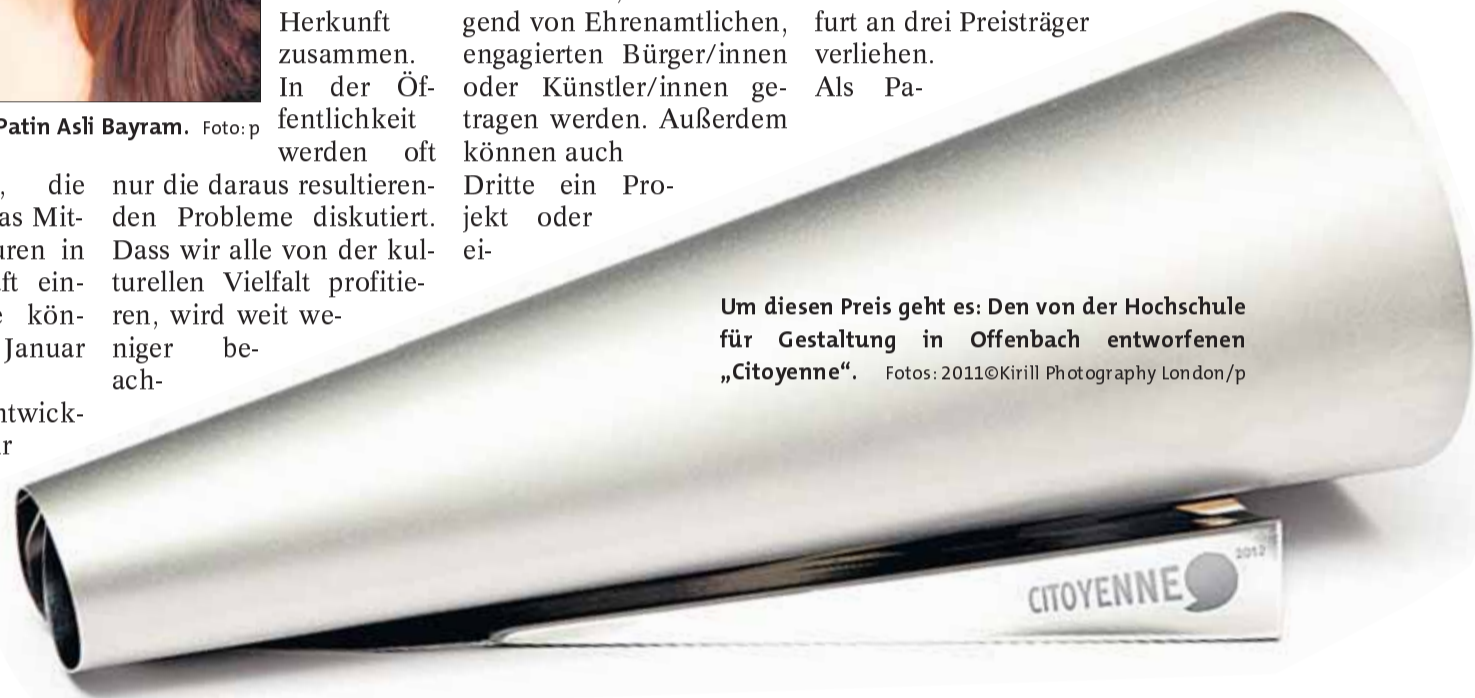 Patin Asli Bayram. Foto: p
, die
as Mit-
uren in
ft ein-
kön-
Januar
ntwick-
r
Herkunft
zusammen.
In der Öf-
fentlichkeit
werden oft
nur die daraus resultieren-
den Probleme diskutiert.
Dass wir alle von der kul-
turellen Vielfalt profitie-
ren, wird weit we-
niger be-
ach-
gend von Ehrenamtlichen,
engagierten Bürger/innen
oder Künstler/innen ge-
tragen werden. Außerdem
können auch
Dritte ein Pro-
jekt oder
ei-
furt an drei Preisträger
verliehen.
Als Pa-
Um diesen Preis geht es: Den von der Hochschule
für Gestaltung in Offenbach entworfenen
„Citoyenne“. Fotos: 2011©Kirill Photography London/p
CITOYENNE 2012